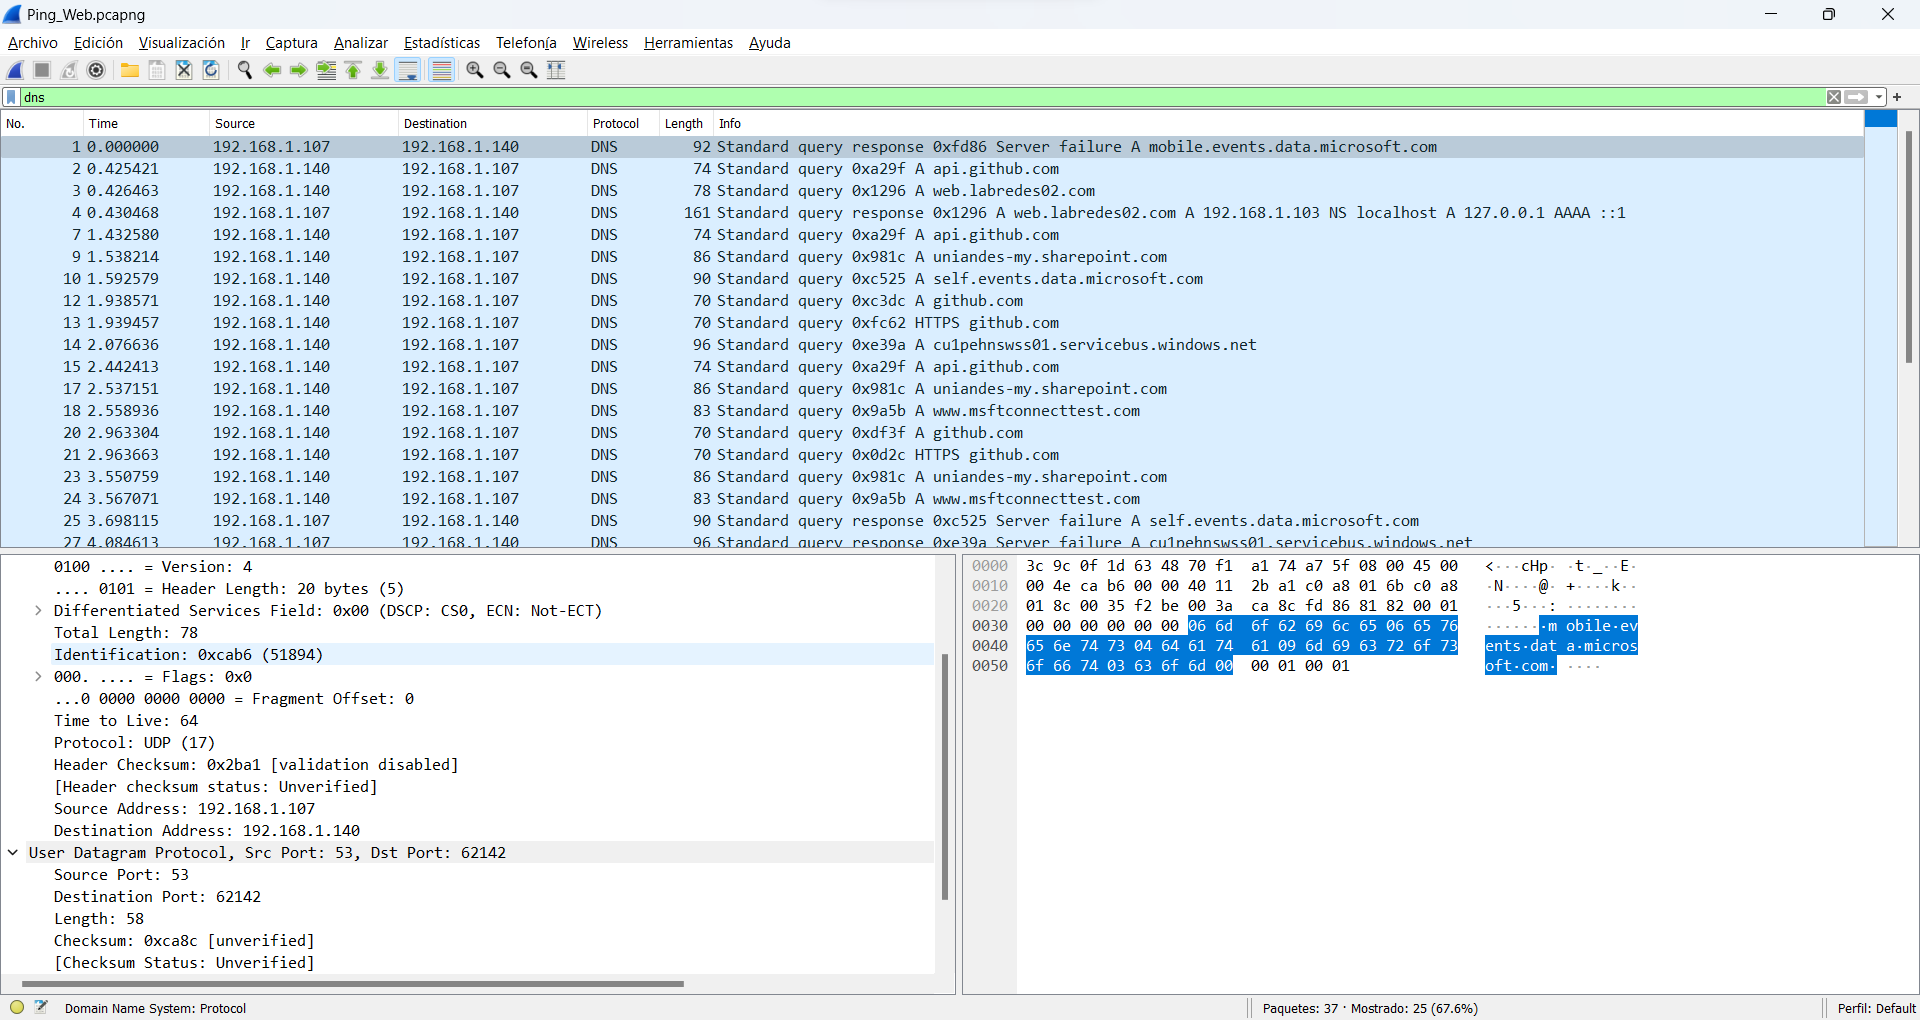 Ping_Web.pcapng
Archivo Edición Visualización Ir Captura Analizar Estadísticas Telefonía Wireless Herramientas Ayuda
dns
No. Time Source Destination Protocol Length Info
1 0.000000 192.168.1.107 192.168.1.140 DNS 92 Standard query response 0xfd86 Server failure A mobile.events.data.microsoft.com
2 0.425421 192.168.1.140 192.168.1.107 DNS 74 Standard query 0xa29f A api.github.com
3 0.426463 192.168.1.140 192.168.1.107 DNS 78 Standard query 0x1296 A web.labredes02.com
4 0.430468 192.168.1.107 192.168.1.140 DNS 161 Standard query response 0x1296 A web.labredes02.com A 192.168.1.103 NS localhost A 127.0.0.1 AAAA ::1
7 1.432580 192.168.1.140 192.168.1.107 DNS 74 Standard query 0xa29f A api.github.com
9 1.538214 192.168.1.140 192.168.1.107 DNS 86 Standard query 0x981c A uniandes-my.sharepoint.com
10 1.592579 192.168.1.140 192.168.1.107 DNS 90 Standard query 0xc525 A self.events.data.microsoft.com
12 1.938571 192.168.1.140 192.168.1.107 DNS 70 Standard query 0xc3dc A github.com
13 1.939457 192.168.1.140 192.168.1.107 DNS 70 Standard query 0xfc62 HTTPS github.com
14 2.076636 192.168.1.140 192.168.1.107 DNS 96 Standard query 0xe39a A cu1pehnswss01.servicebus.windows.net
15 2.442413 192.168.1.140 192.168.1.107 DNS 74 Standard query 0xa29f A api.github.com
17 2.537151 192.168.1.140 192.168.1.107 DNS 86 Standard query 0x981c A uniandes-my.sharepoint.com
18 2.558936 192.168.1.140 192.168.1.107 DNS 83 Standard query 0x9a5b A www.msftconnecttest.com
20 2.963304 192.168.1.140 192.168.1.107 DNS 70 Standard query 0xdf3f A github.com
21 2.963663 192.168.1.140 192.168.1.107 DNS 70 Standard query 0x0d2c HTTPS github.com
23 3.550759 192.168.1.140 192.168.1.107 DNS 86 Standard query 0x981c A uniandes-my.sharepoint.com
24 3.567071 192.168.1.140 192.168.1.107 DNS 83 Standard query 0x9a5b A www.msftconnecttest.com
25 3.698115 192.168.1.107 192.168.1.140 DNS 90 Standard query response 0xc525 Server failure A self.events.data.microsoft.com
27 4.084613 192.168.1.107 192.168.1.140 DNS 96 Standard query response 0xe39a Server failure A cu1pehnswss01.servicebus.windows.net
0100 .... = Version: 4
.... 0101 = Header Length: 20 bytes (5)
Differentiated Services Field: 0x00 (DSCP: CS0, ECN: Not-ECT)
Total Length: 78
Identification: 0xcab6 (51894)
000. .... = Flags: 0x0
...0 0000 0000 0000 = Fragment Offset: 0
Time to Live: 64
Protocol: UDP (17)
Header Checksum: 0x2ba1 [validation disabled]
[Header checksum status: Unverified]
Source Address: 192.168.1.107
Destination Address: 192.168.1.140
User Datagram Protocol, Src Port: 53, Dst Port: 62142
Source Port: 53
Destination Port: 62142
Length: 58
Checksum: 0xca8c [unverified]
[Checksum Status: Unverified]
0000 3c 9c 0f 1d 63 48 70 f1 a1 74 a7 5f 08 00 45 00 <···cHp· ·t·_··E·
0010 00 4e ca b6 00 00 40 11 2b a1 c0 a8 01 6b c0 a8 ·N····@· +····k··
0020 01 8c 00 35 f2 be 00 3a ca 8c fd 86 81 82 00 01 ···5···: ········
0030 00 00 00 00 00 00 06 6d 6f 62 69 6c 65 06 65 76 ·······m obile·ev
0040 65 6e 74 73 04 64 61 74 61 09 6d 69 63 72 6f 73 ents·dat a·micros
0050 6f 66 74 03 63 6f 6d 00 00 01 00 01 oft·com· ····
Domain Name System: Protocol
Paquetes: 37 · Mostrado: 25 (67.6%)
Perfil: Default